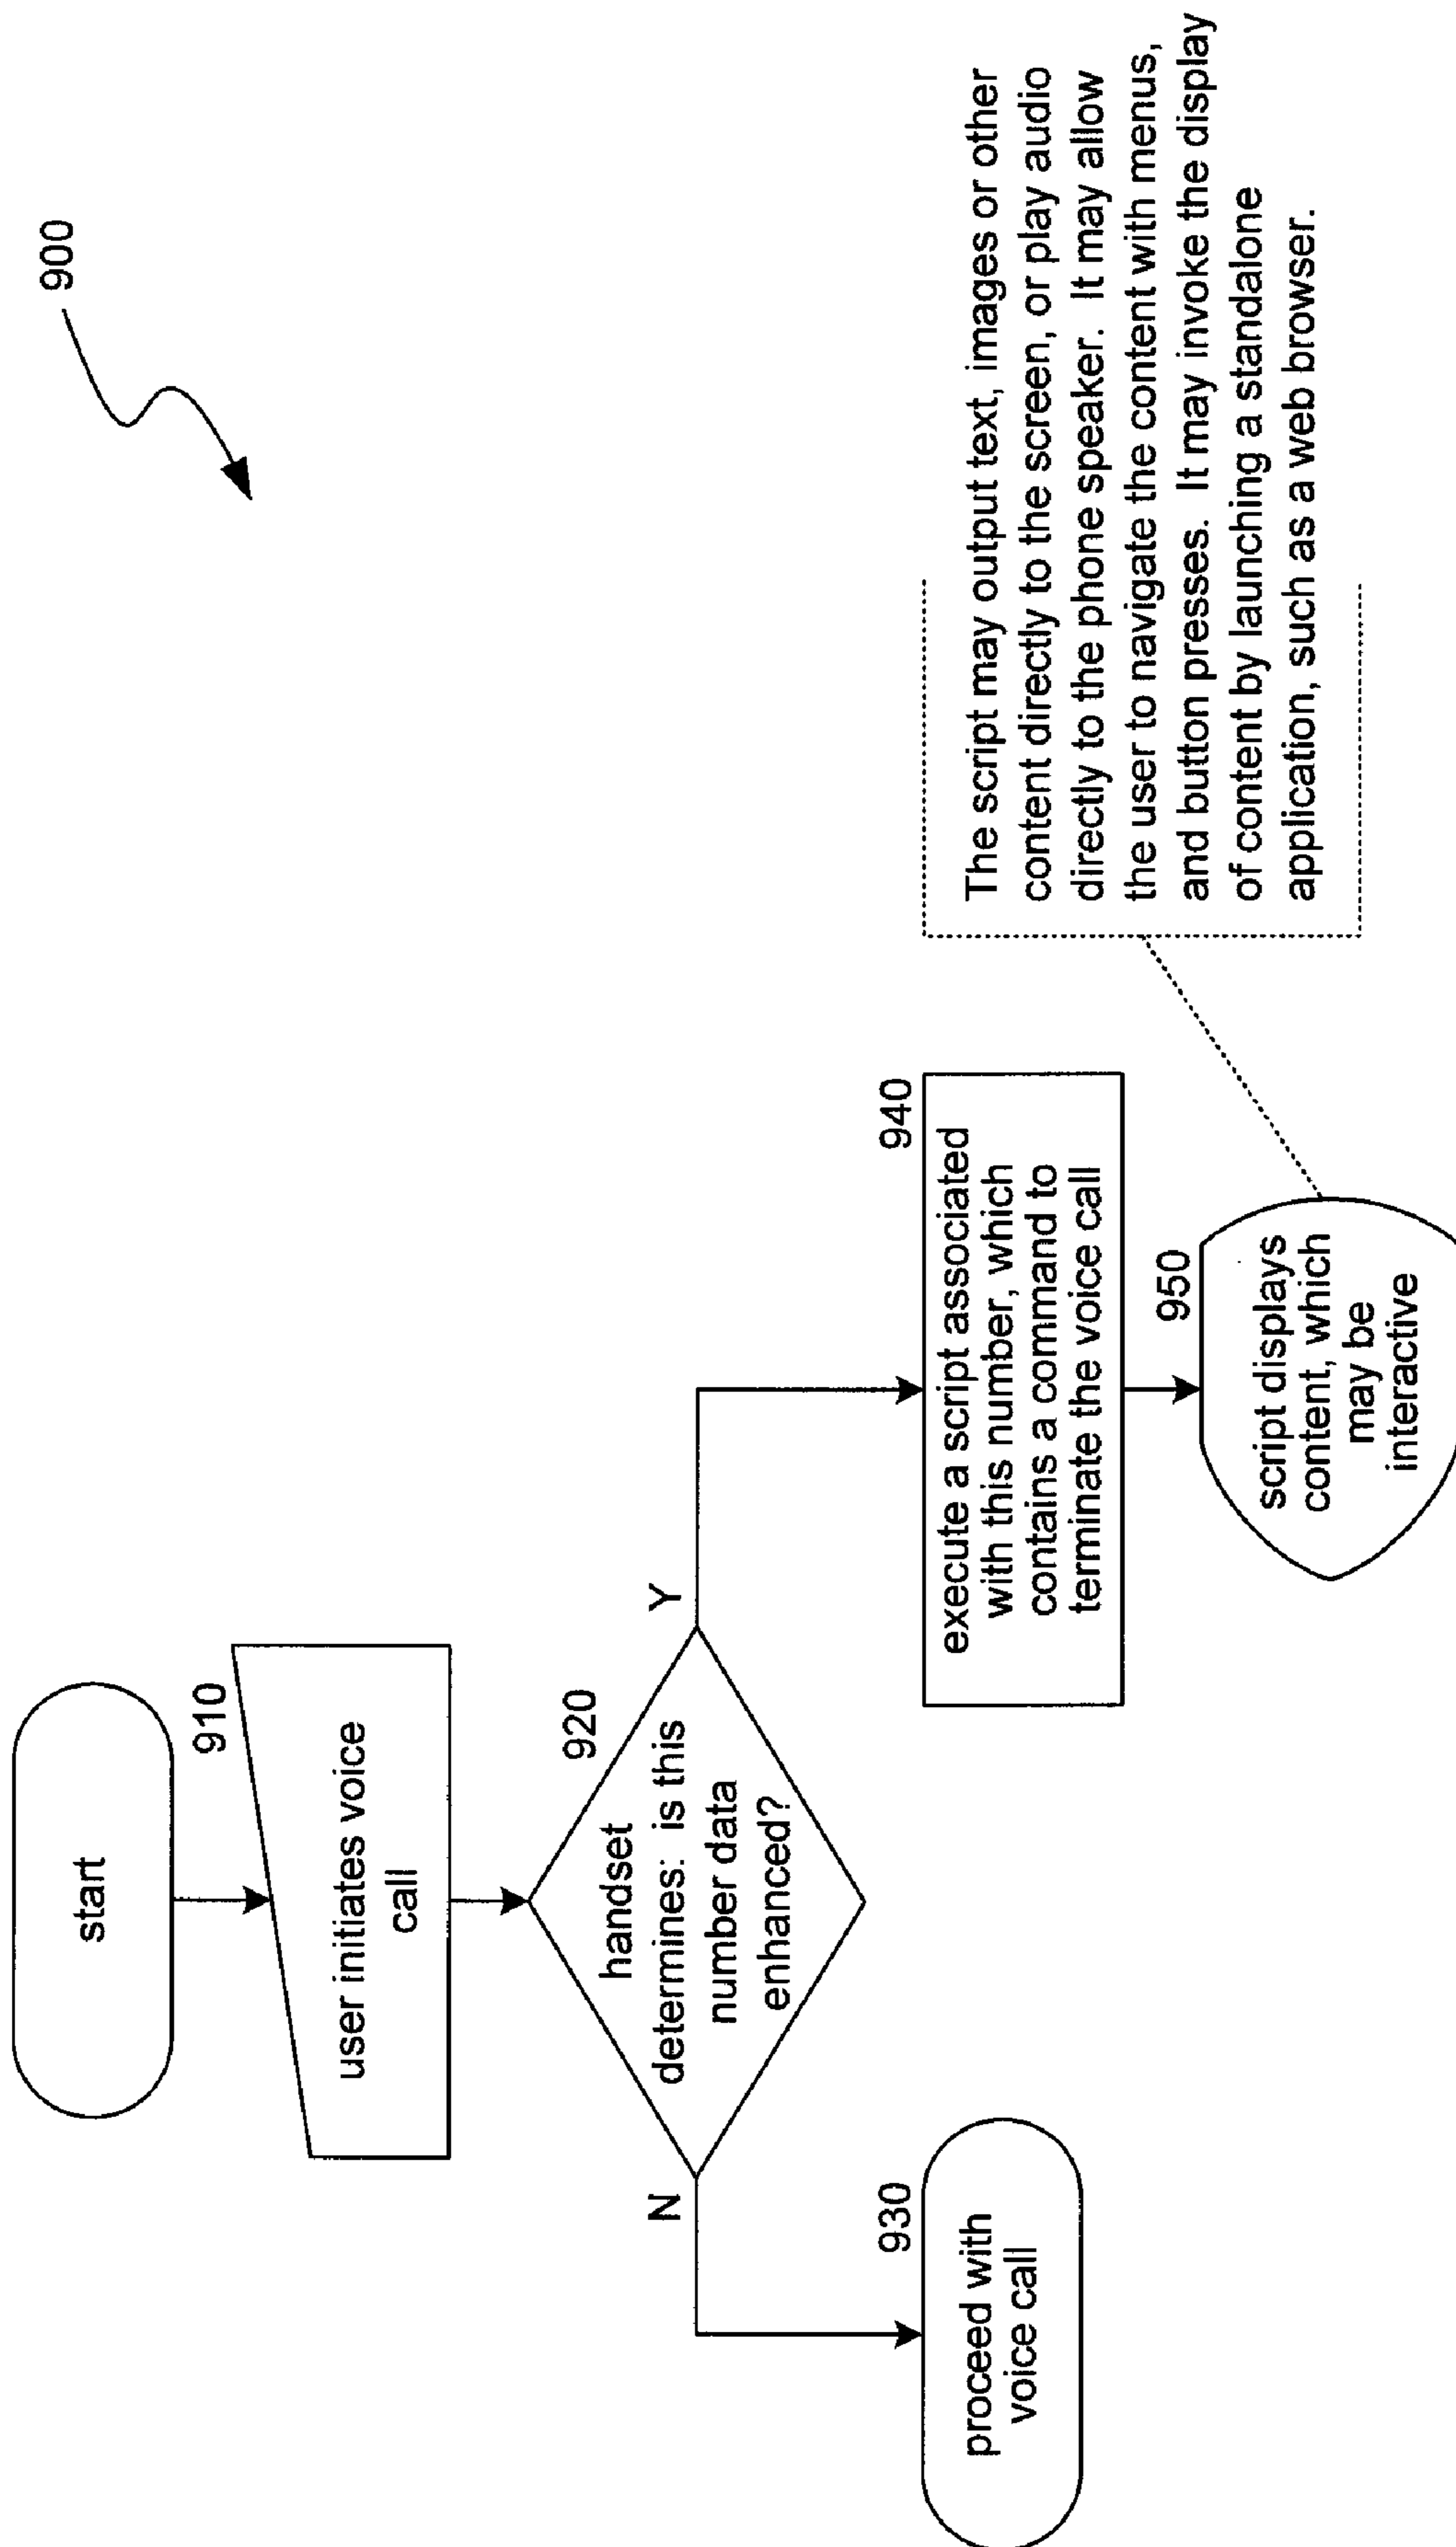 900
start
910
user initiates voice
call
920
handset
determines: is this
number data
enhanced?
N
Y
930
proceed with
voice call
940
execute a script associated
with this number, which
contains a command to
terminate the voice call
950
script displays
content, which
may be
interactive
The script may output text, images or other
content directly to the screen, or play audio
directly to the phone speaker. It may allow
the user to navigate the content with menus,
and button presses. It may invoke the display
of content by launching a standalone
application, such as a web browser.